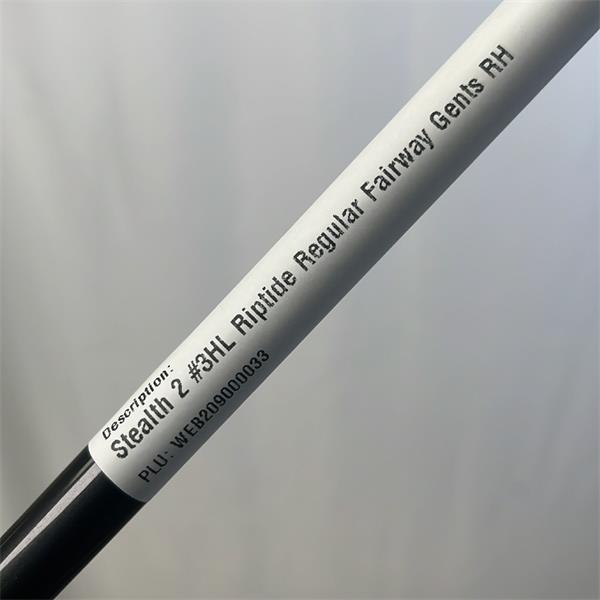 Description:
Stealth 2 #3HL Riptide Regular Fairway Gents RH
PLU: WEB209000033